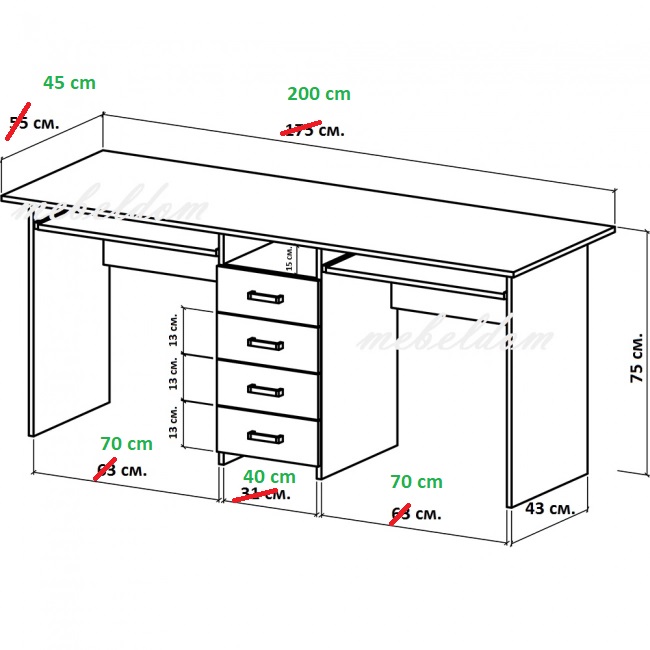 45 cm
200 cm
55 см.
175 см.
mebeldom
15 см.
13 см.
mebeldom
75 см.
13 см.
13 см.
70 cm
63 см.
40 cm
31 см.
70 cm
63 см.
43 см.